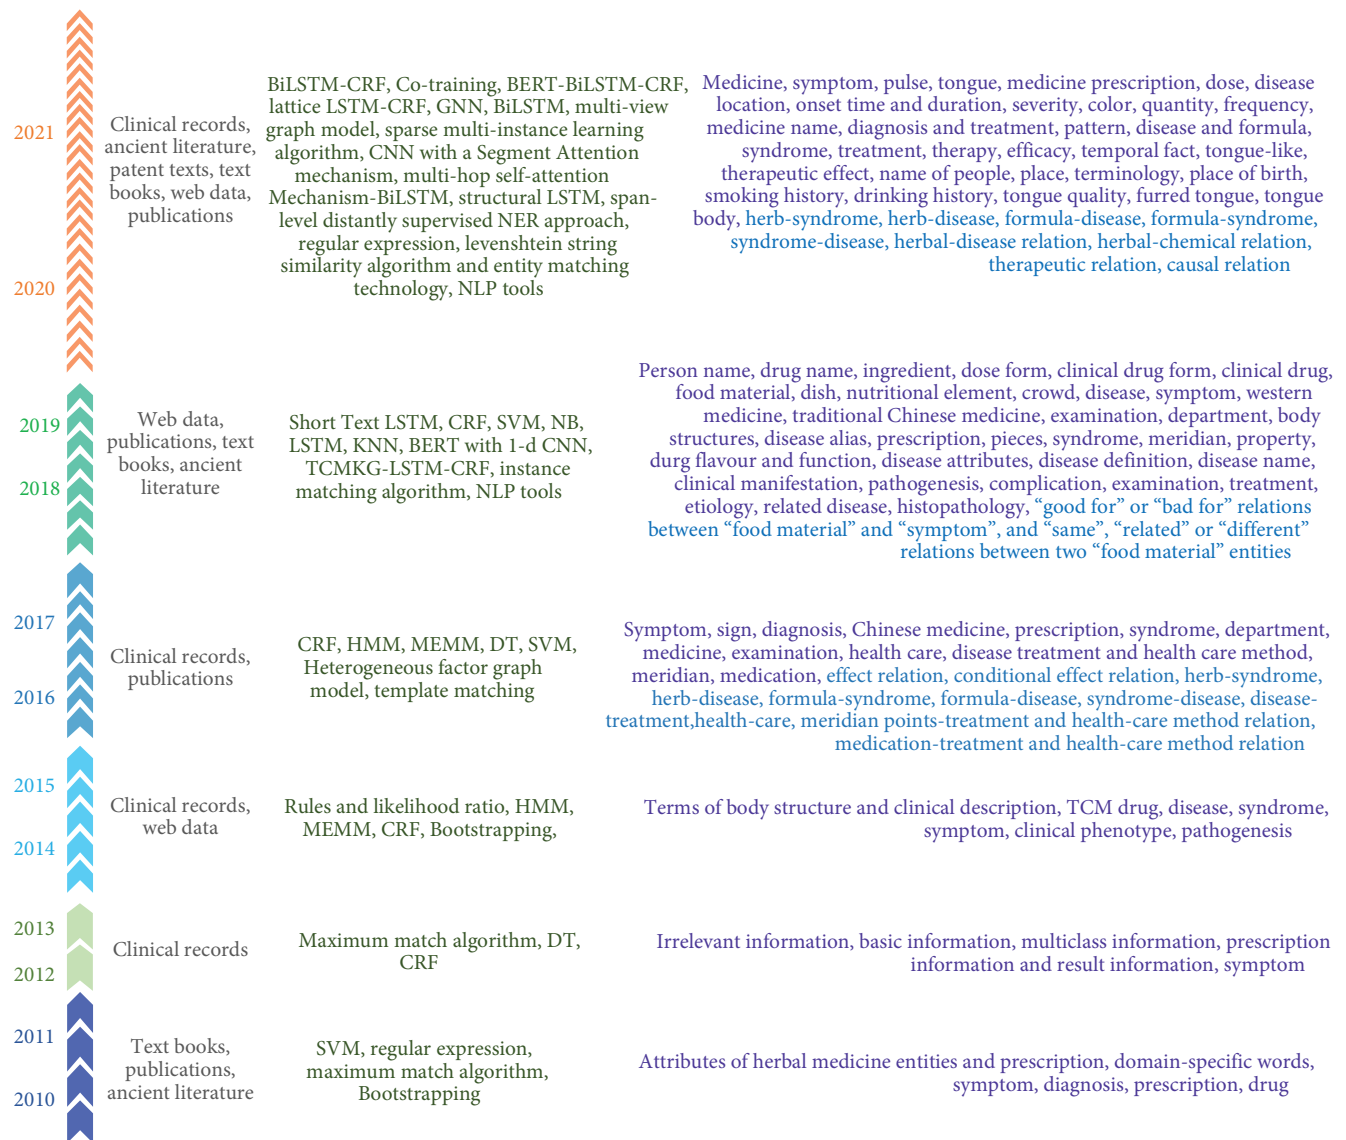 2021
2020
Clinical records,
ancient literature,
patent texts, text
books, web data,
publications
BiLSTM-CRF, Co-training, BERT-BiLSTM-CRF,
lattice LSTM-CRF, GNN, BiLSTM, multi-view
graph model, sparse multi-instance learning
algorithm, CNN with a Segment Attention
mechanism, multi-hop self-attention
Mechanism-BiLSTM, structural LSTM, span-
level distantly supervised NER approach,
regular expression, levenshtein string
similarity algorithm and entity matching
technology, NLP tools
Medicine, symptom, pulse, tongue, medicine prescription, dose, disease
location, onset time and duration, severity, color, quantity, frequency,
medicine name, diagnosis and treatment, pattern, disease and formula,
syndrome, treatment, therapy, efficacy, temporal fact, tongue-like,
therapeutic effect, name of people, place, terminology, place of birth,
smoking history, drinking history, tongue quality, furred tongue, tongue
body, herb-syndrome, herb-disease, formula-disease, formula-syndrome,
syndrome-disease, herbal-disease relation, herbal-chemical relation,
therapeutic relation, causal relation
2019
2018
Web data,
publications, text
books, ancient
literature
Short Text LSTM, CRF, SVM, NB,
LSTM, KNN, BERT with 1-d CNN,
TCMKG-LSTM-CRF, instance
matching algorithm, NLP tools
Person name, drug name, ingredient, dose form, clinical drug form, clinical drug,
food material, dish, nutritional element, crowd, disease, symptom, western
medicine, traditional Chinese medicine, examination, department, body
structures, disease alias, prescription, pieces, syndrome, meridian, property,
durg flavour and function, disease attributes, disease definition, disease name,
clinical manifestation, pathogenesis, complication, examination, treatment,
etiology, related disease, histopathology, “good for” or “bad for” relations
between “food material” and “symptom”, and “same”, “related” or “different”
relations between two “food material” entities
2017
2016
Clinical records,
publications
CRF, HMM, MEMM, DT, SVM,
Heterogeneous factor graph
model, template matching
Symptom, sign, diagnosis, Chinese medicine, prescription, syndrome, department,
medicine, examination, health care, disease treatment and health care method,
meridian, medication, effect relation, conditional effect relation, herb-syndrome,
herb-disease, formula-syndrome, formula-disease, syndrome-disease, disease-
treatment,health-care, meridian points-treatment and health-care method relation,
medication-treatment and health-care method relation
2015
2014
Clinical records,
web data
Rules and likelihood ratio, HMM,
MEMM, CRF, Bootstrapping,
Terms of body structure and clinical description, TCM drug, disease, syndrome,
symptom, clinical phenotype, pathogenesis
2013
2012
Clinical records
Maximum match algorithm, DT,
CRF
Irrelevant information, basic information, multiclass information, prescription
information and result information, symptom
2011
2010
Text books,
publications,
ancient literature
SVM, regular expression,
maximum match algorithm,
Bootstrapping
Attributes of herbal medicine entities and prescription, domain-specific words,
symptom, diagnosis, prescription, drug